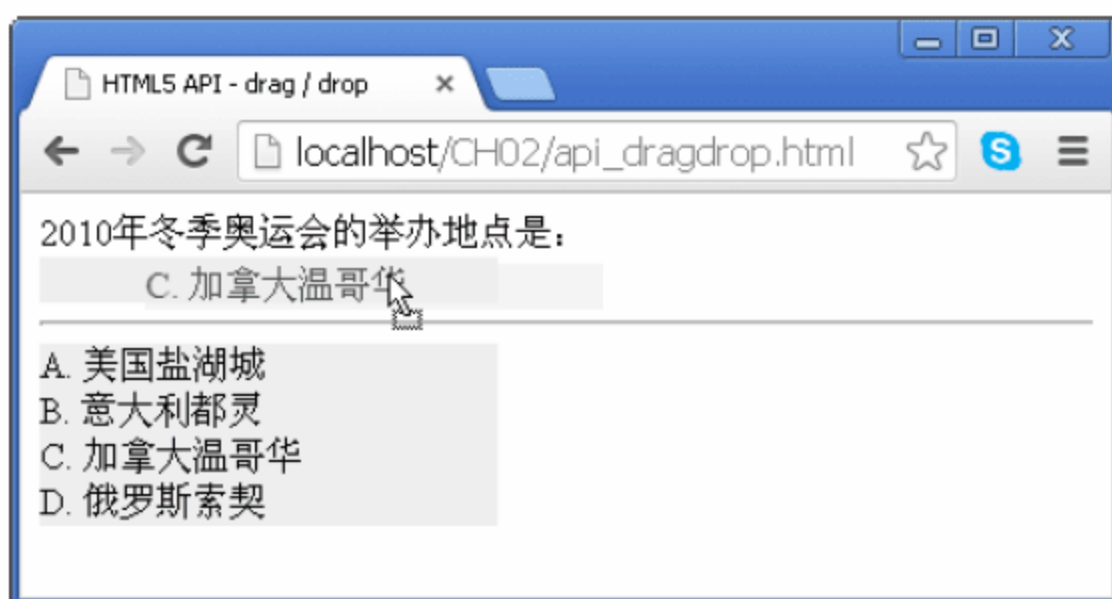 HTML5 API - drag / drop
localhost/CH02/api_dragdrop.html
2010年冬季奥运会的举办地点是：
C. 加拿大温哥华
A. 美国盐湖城
B. 意大利都灵
C. 加拿大温哥华
D. 俄罗斯索契